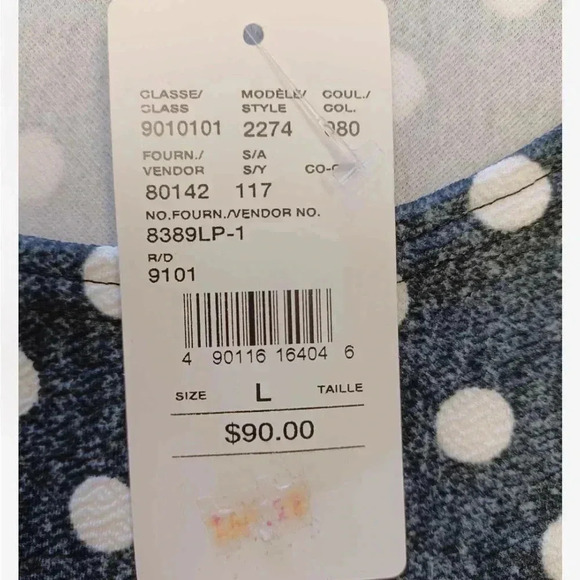 CLASSE/ MODÈLE/ COUL./
CLASS STYLE COL.
9010101 2274 980
FOURN./ S/A
VENDOR S/Y
80142 117
NO.FOURN./VENDOR NO.
8389LP-1
R/D
9101
4 90116 16404 6
SIZE L TAILLE
$90.00